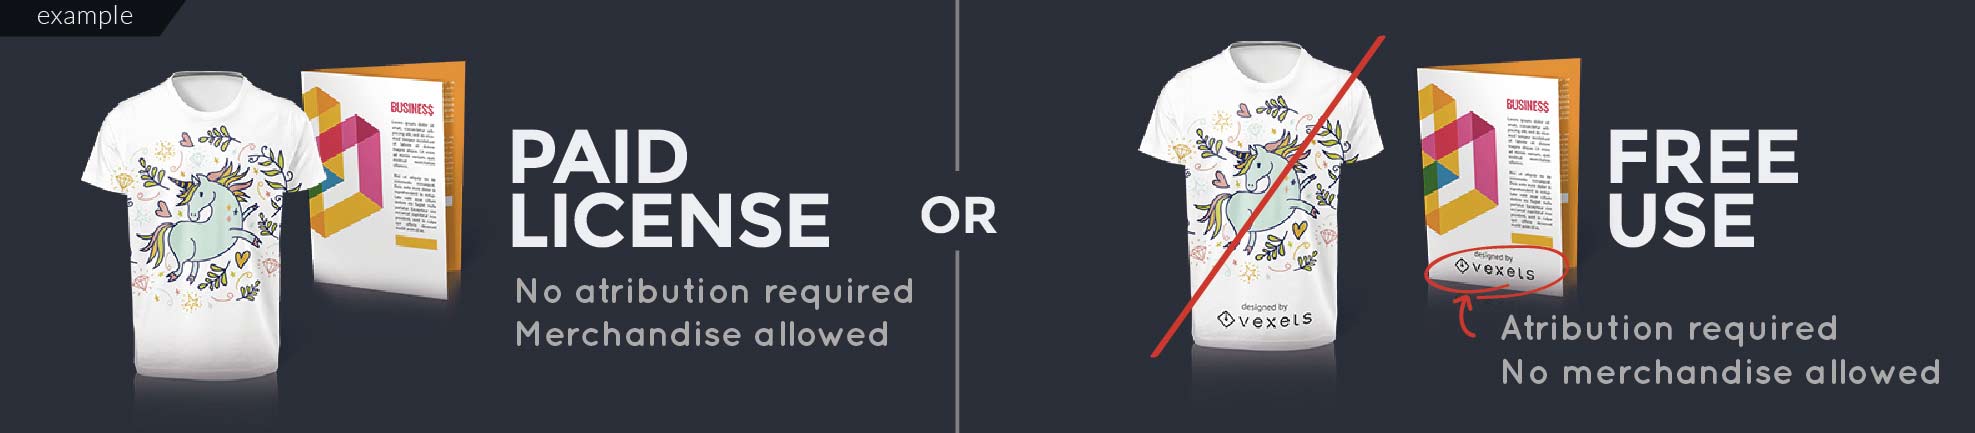 example
BUSINESS
PAID
LICENSE
No atribution required
Merchandise allowed
OR
designed by
vexels
BUSINESS
designed by
vexels
FREE
USE
Atribution required
No merchandise allowed